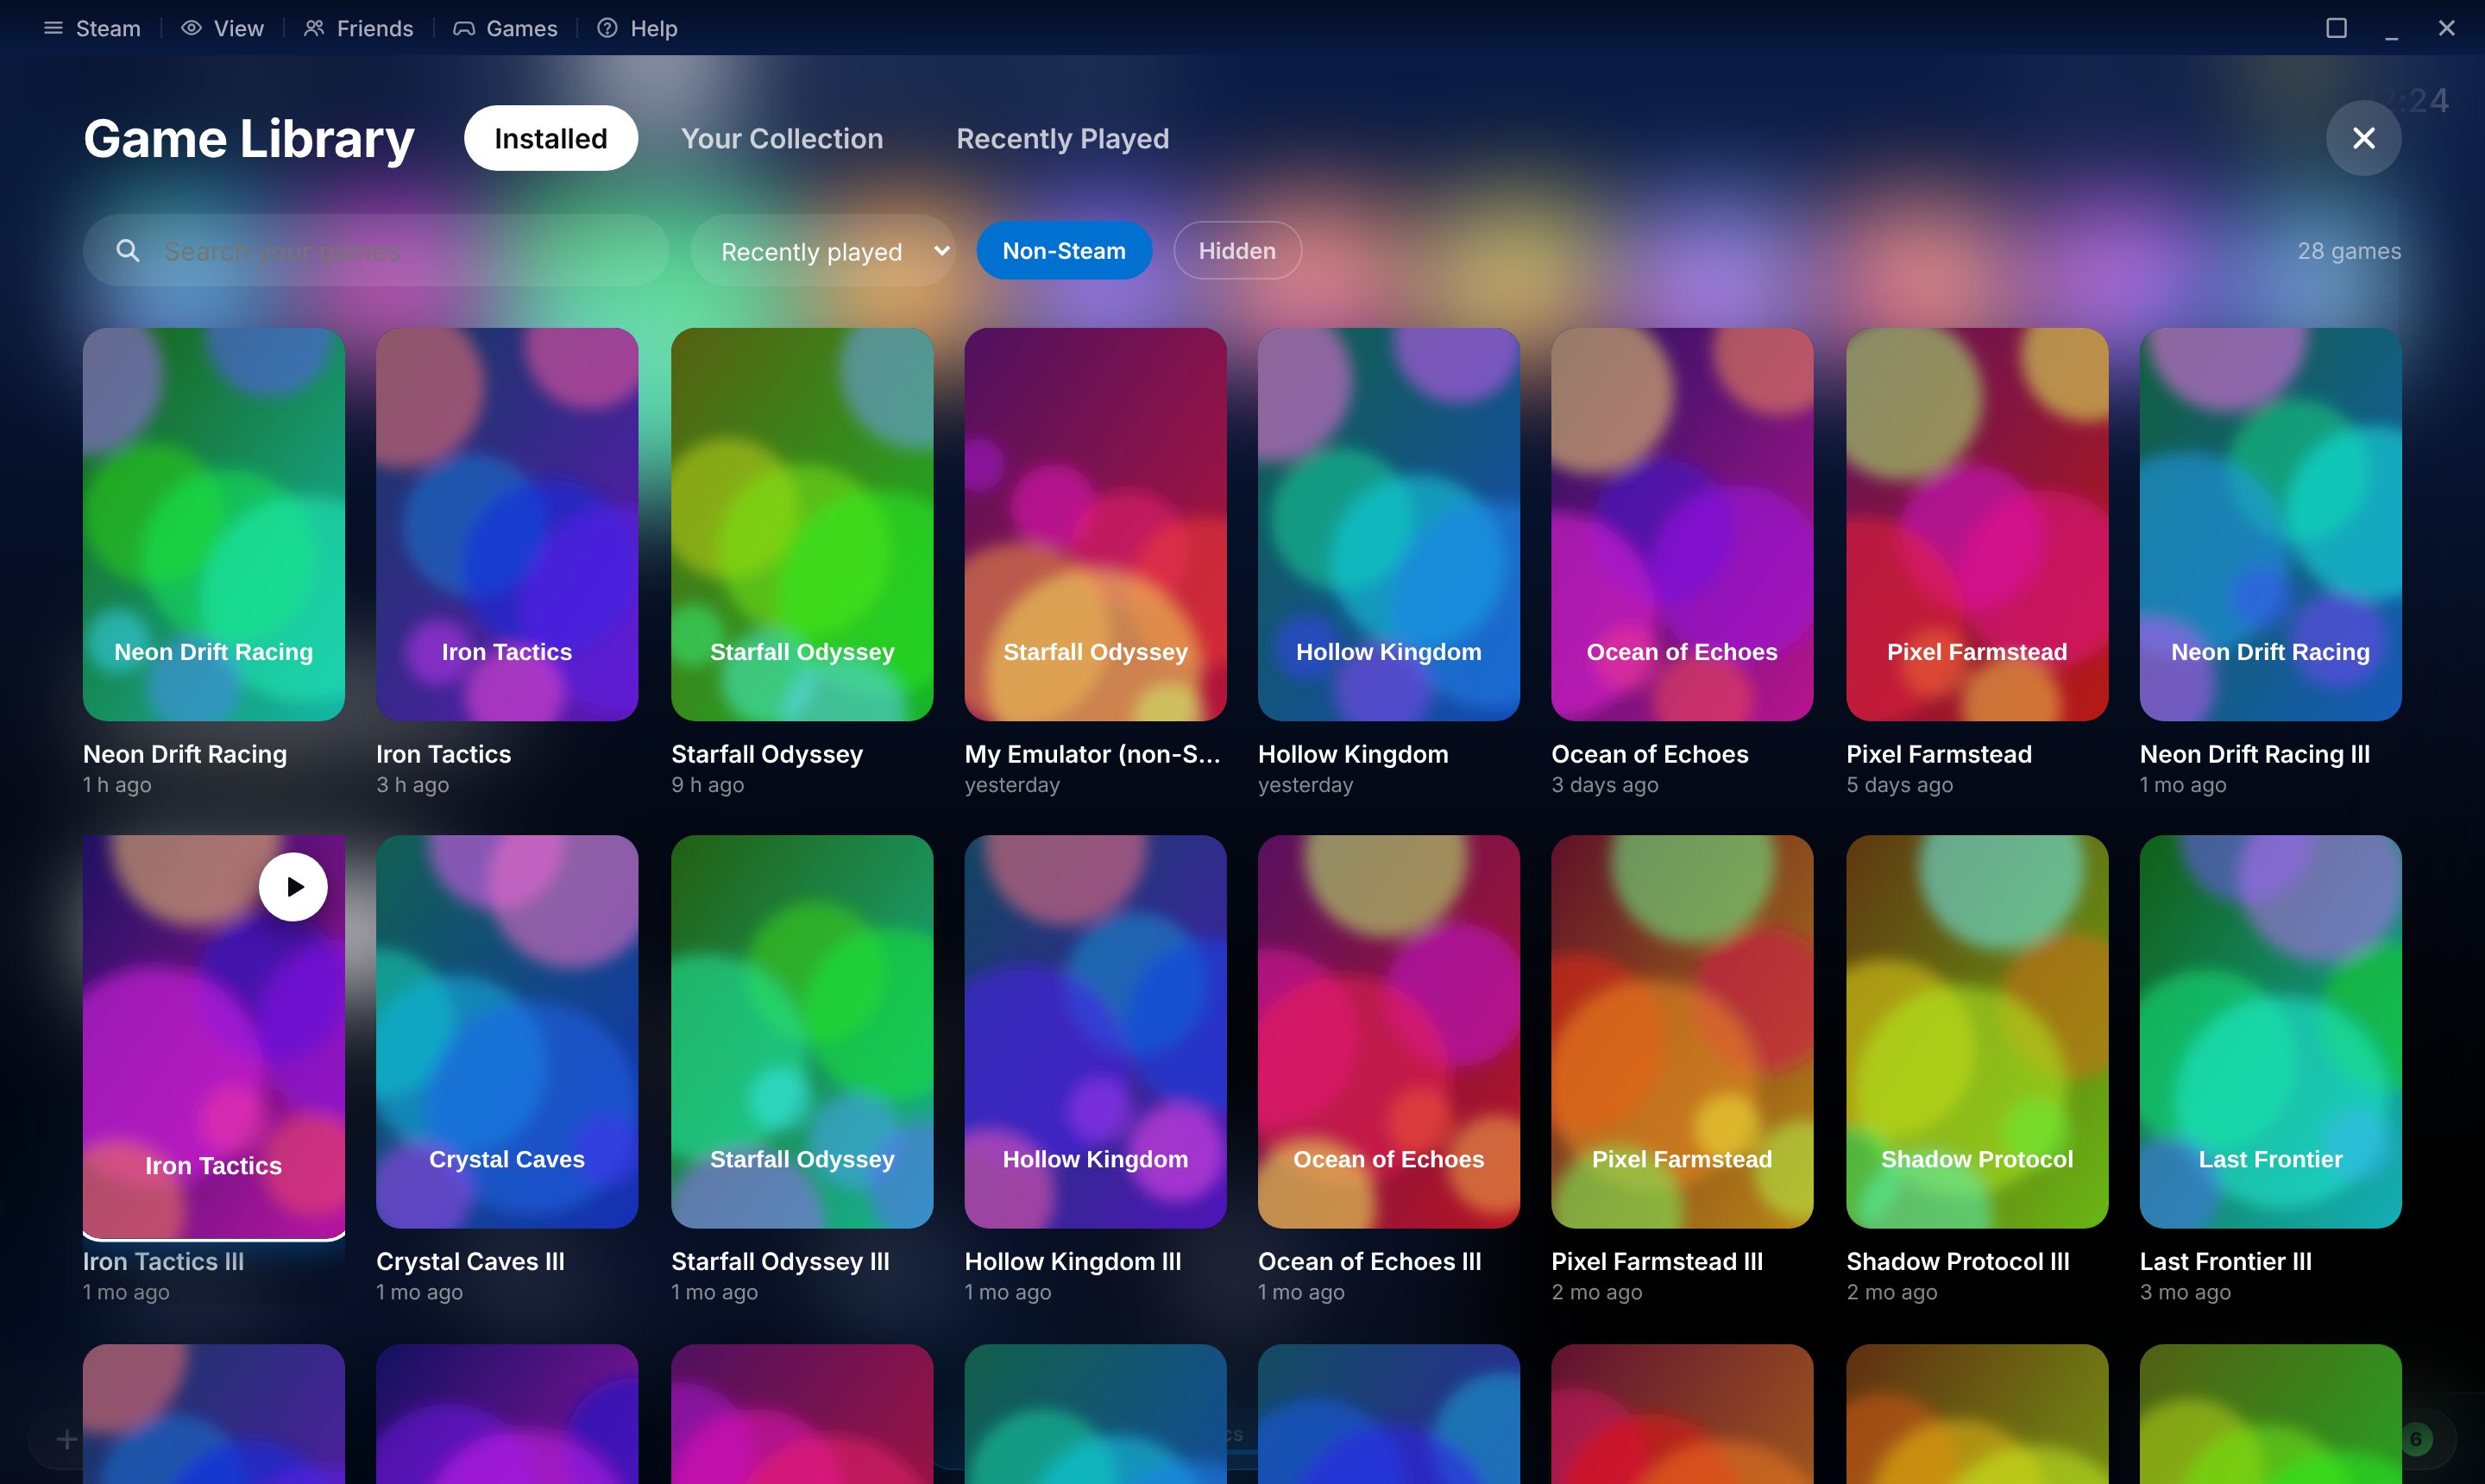 Steam View Friends Games Help
:24
Game Library Installed Your Collection Recently Played
Search your games Recently played Non-Steam Hidden 28 games
Neon Drift Racing Iron Tactics Starfall Odyssey Starfall Odyssey Hollow Kingdom Ocean of Echoes Pixel Farmstead Neon Drift Racing
Neon Drift Racing Iron Tactics Starfall Odyssey My Emulator (non-S... Hollow Kingdom Ocean of Echoes Pixel Farmstead Neon Drift Racing III
1 h ago 3 h ago 9 h ago yesterday yesterday 3 days ago 5 days ago 1 mo ago
Iron Tactics Crystal Caves Starfall Odyssey Hollow Kingdom Ocean of Echoes Pixel Farmstead Shadow Protocol Last Frontier
Iron Tactics III Crystal Caves III Starfall Odyssey III Hollow Kingdom III Ocean of Echoes III Pixel Farmstead III Shadow Protocol III Last Frontier III
1 mo ago 1 mo ago 1 mo ago 1 mo ago 1 mo ago 2 mo ago 2 mo ago 3 mo ago
cs 6